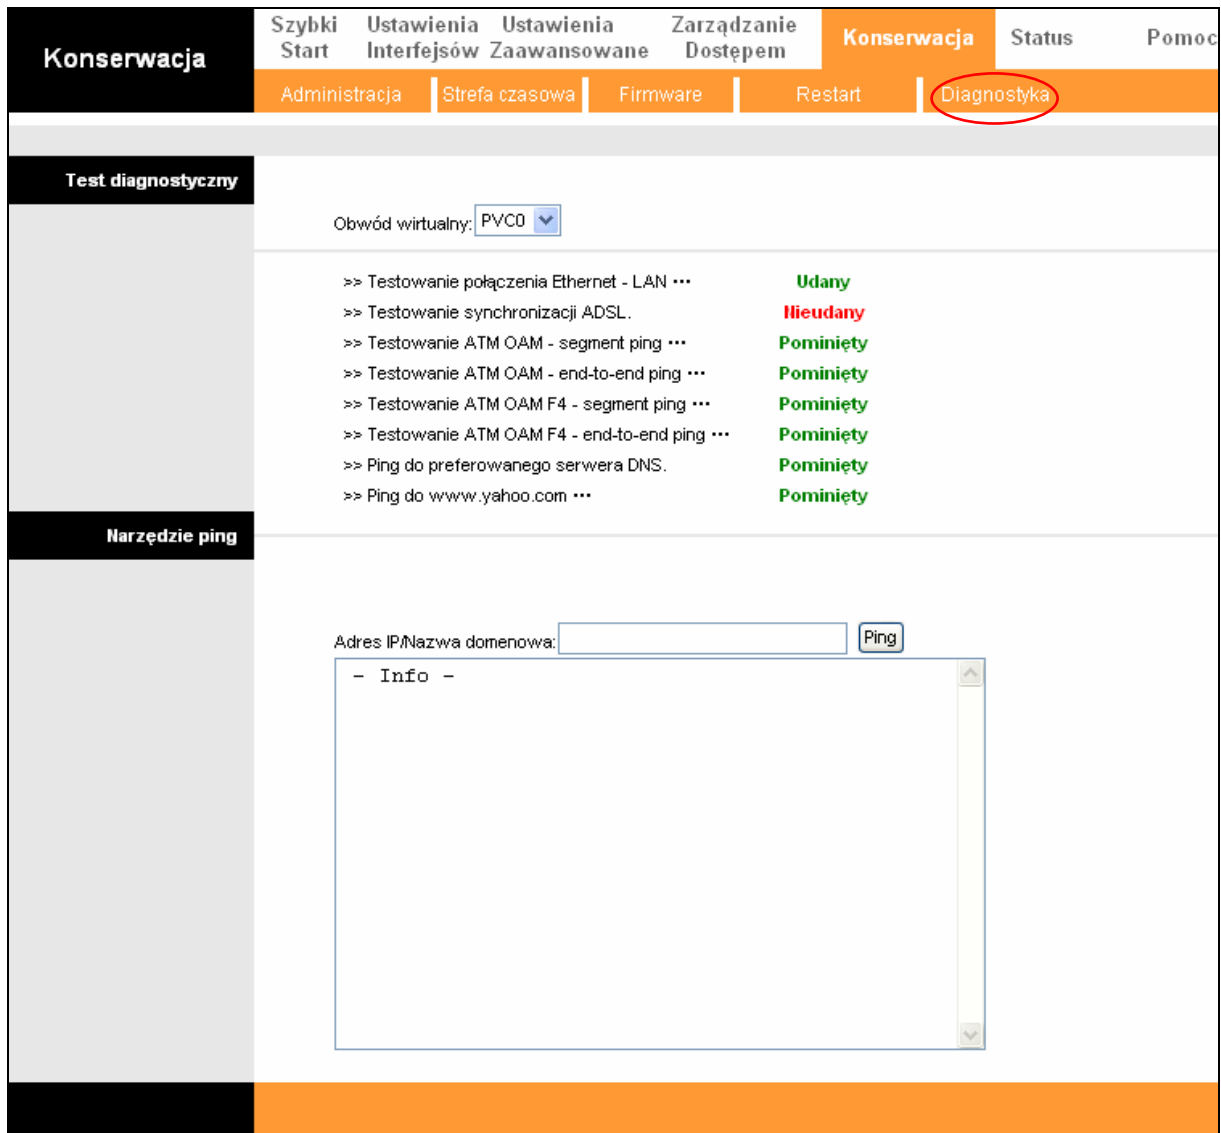 Konserwacja
Szybki Start
Ustawienia Interfejsów
Ustawienia Zaawansowane
Zarządzanie Dostępem
Konserwacja
Status
Pomoc
Administracja
Strefa czasowa
Firmware
Restart
Diagnostyka
Test diagnostyczny
Obwód wirtualny: PVC0
>> Testowanie połączenia Ethernet - LAN ··· Udany
>> Testowanie synchronizacji ADSL. Nieudany
>> Testowanie ATM OAM - segment ping ··· Pominięty
>> Testowanie ATM OAM - end-to-end ping ··· Pominięty
>> Testowanie ATM OAM F4 - segment ping ··· Pominięty
>> Testowanie ATM OAM F4 - end-to-end ping ··· Pominięty
>> Ping do preferowanego serwera DNS. Pominięty
>> Ping do www.yahoo.com ··· Pominięty
Narzędzie ping
Adres IP/Nazwa domenowa: Ping
- Info -